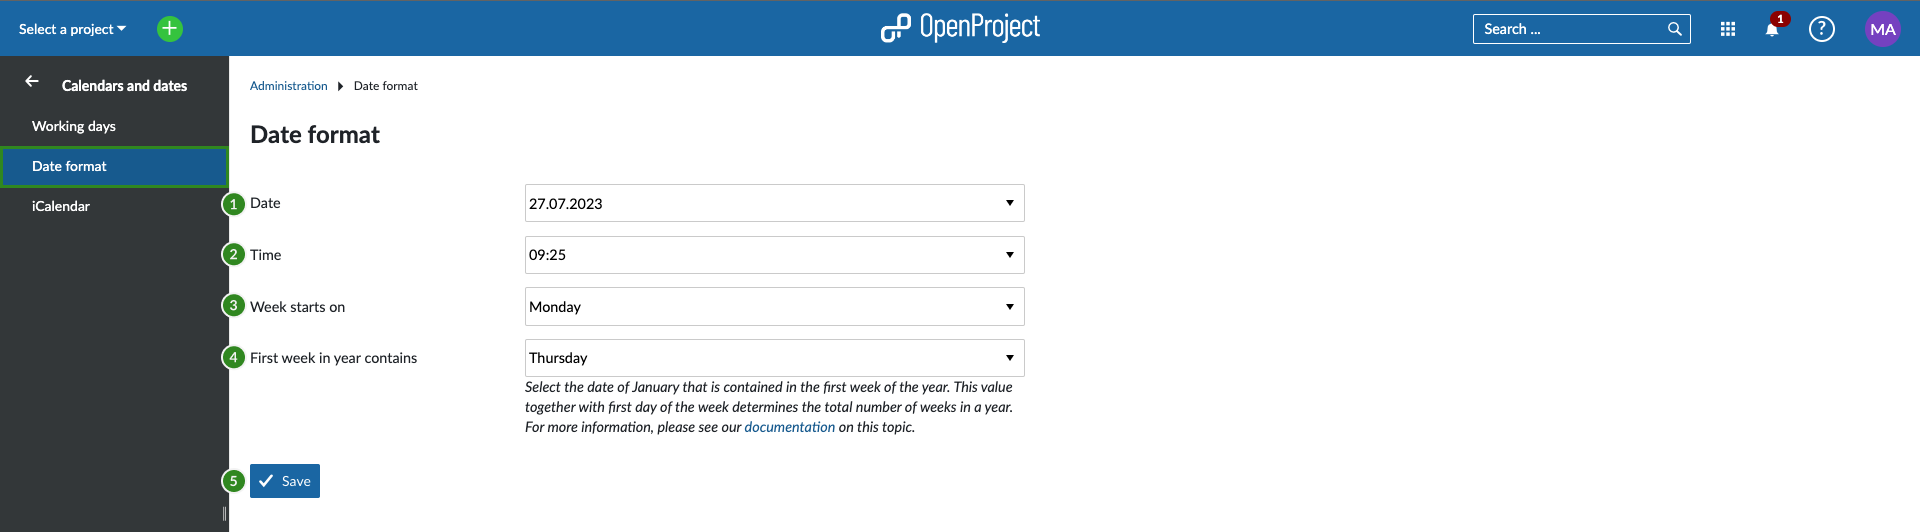 Select a project
OpenProject
Search ...
1
?
MA
Calendars and dates
Working days
Date format
iCalendar
Administration Date format
Date format
1 Date 27.07.2023
2 Time 09:25
3 Week starts on Monday
4 First week in year contains Thursday
Select the date of January that is contained in the first week of the year. This value
together with first day of the week determines the total number of weeks in a year.
For more information, please see our documentation on this topic.
5 Save